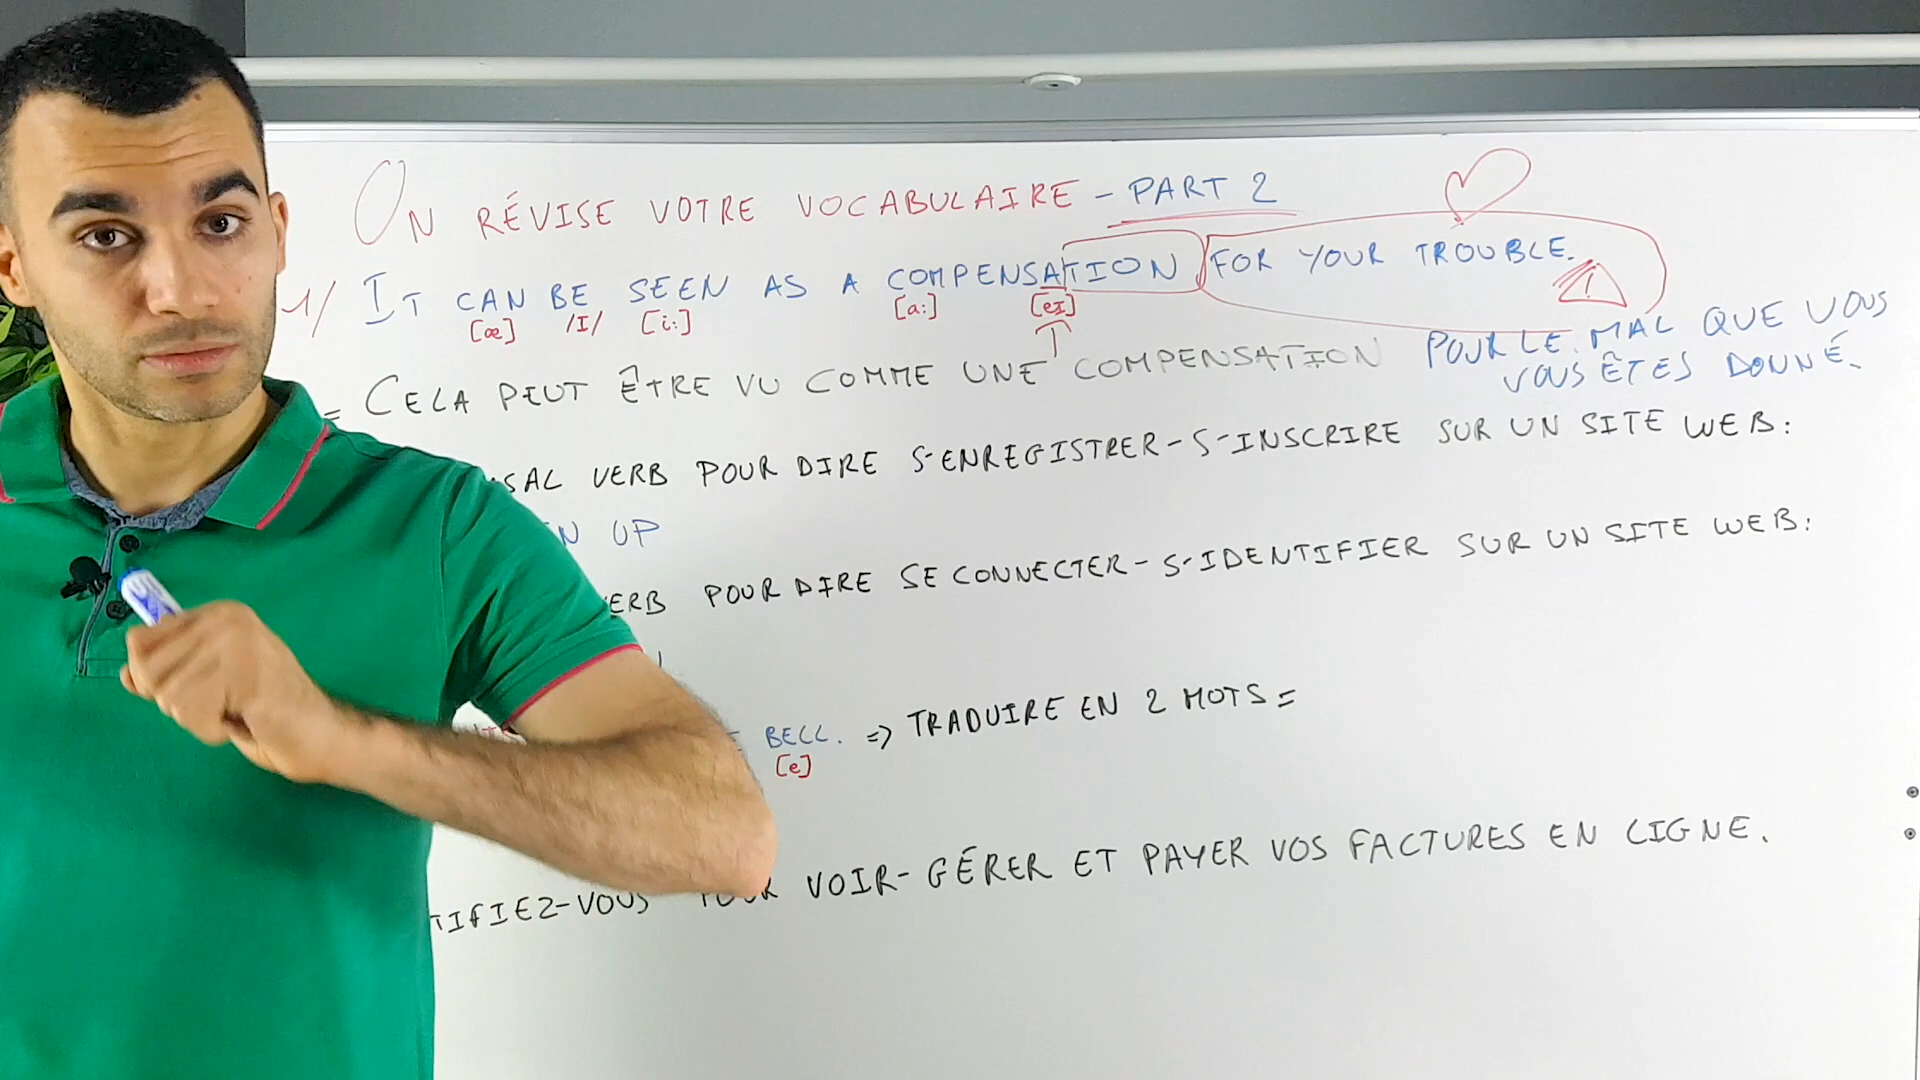 ON RÉVISE VOTRE VOCABULAIRE - PART 2
1/ IT CAN BE SEEN AS A COMPENSATION FOR YOUR TROUBLE.
[æ] /I/ [i:] [a:] [eI] !
= CELA PEUT ÊTRE VU COMME UNE COMPENSATION POUR LE MAL QUE VOUS
VOUS ÊTES DONNÉ.
SAL VERB POUR DIRE S'ENREGISTRER - S'INSCRIRE SUR UN SITE WEB:
N UP
ERB POUR DIRE SE CONNECTER - S'IDENTIFIER SUR UN SITE WEB:
BELL. => TRADUIRE EN 2 MOTS =
[e]
TIFIEZ-VOUS POUR VOIR - GÉRER ET PAYER VOS FACTURES EN LIGNE.